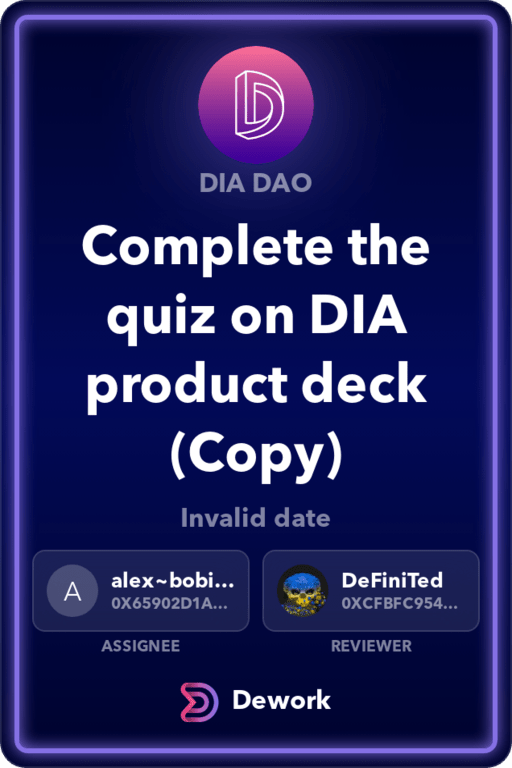 DIA DAO
Complete the
quiz on DIA
product deck
(Copy)
Invalid date
A
alex~bobi...
0X65902D1A...
DeFiniTed
0XCFBFC954...
ASSIGNEE
REVIEWER
Dework